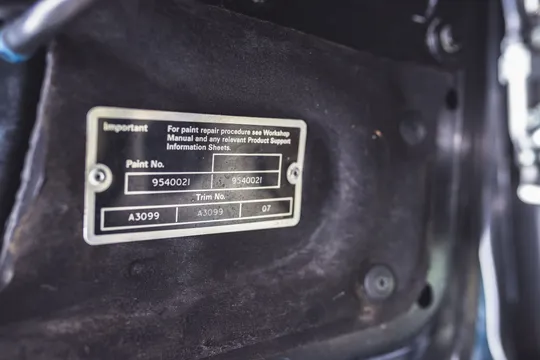 Important
For paint repair procedure see Workshop
Manual and any relevant Product Support
Information Sheets.
Paint No.
9540021 9540021
Trim No.
A3099 A3099 07